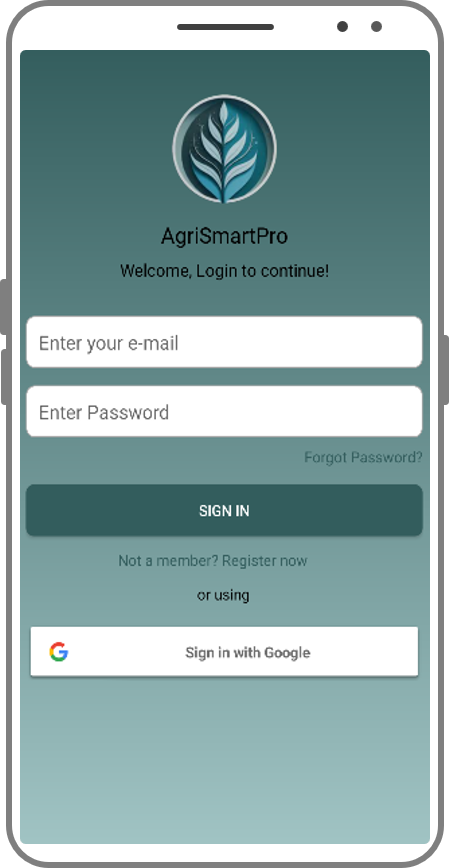 AgriSmartPro
Welcome, Login to continue!
Enter your e-mail
Enter Password
Forgot Password?
SIGN IN
Not a member? Register now
or using
Sign in with Google